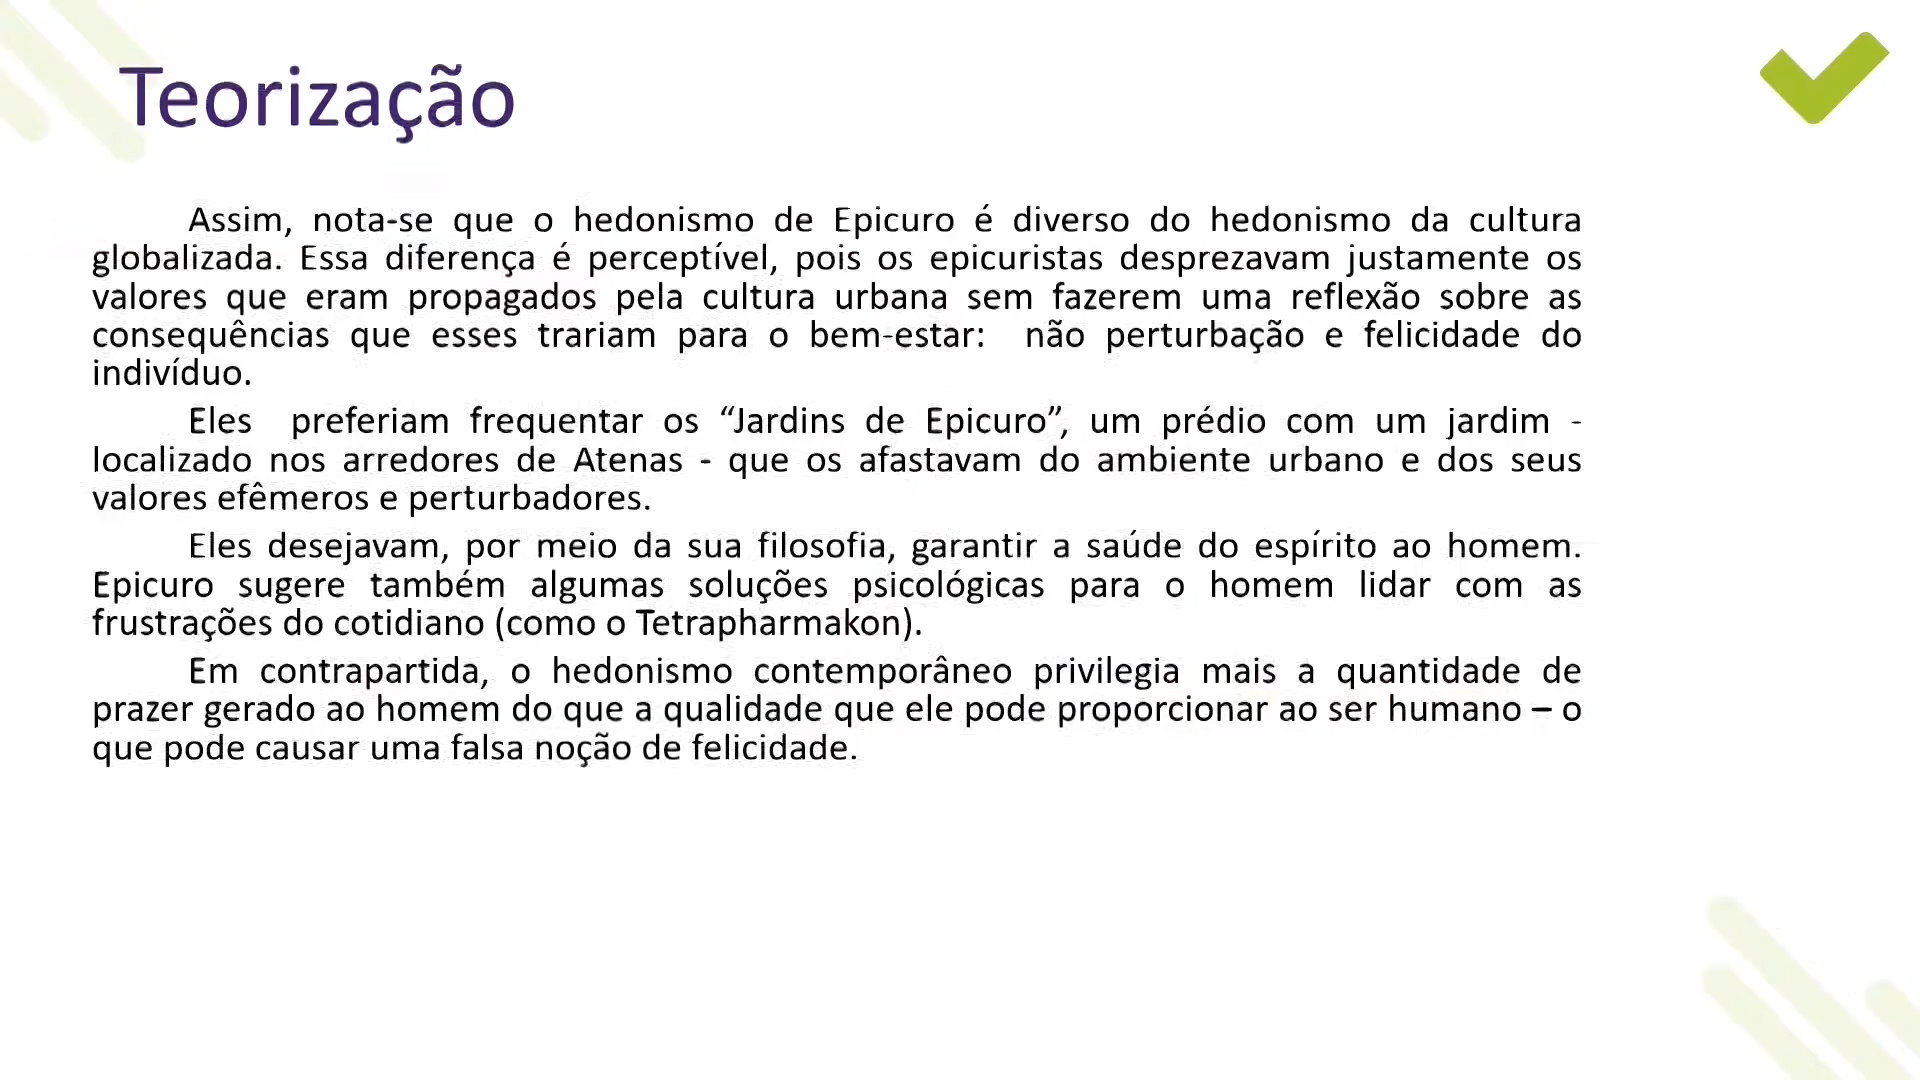 Teorização
Assim, nota-se que o hedonismo de Epicuro é diverso do hedonismo da cultura
globalizada. Essa diferença é perceptível, pois os epicuristas desprezavam justamente os
valores que eram propagados pela cultura urbana sem fazerem uma reflexão sobre as
consequências que esses trariam para o bem-estar:  não perturbação e felicidade do
indivíduo.
Eles  preferiam frequentar os “Jardins de Epicuro”, um prédio com um jardim -
localizado nos arredores de Atenas - que os afastavam do ambiente urbano e dos seus
valores efêmeros e perturbadores.
Eles desejavam, por meio da sua filosofia, garantir a saúde do espírito ao homem.
Epicuro sugere também algumas soluções psicológicas para o homem lidar com as
frustrações do cotidiano (como o Tetrapharmakon).
Em contrapartida, o hedonismo contemporâneo privilegia mais a quantidade de
prazer gerado ao homem do que a qualidade que ele pode proporcionar ao ser humano – o
que pode causar uma falsa noção de felicidade.